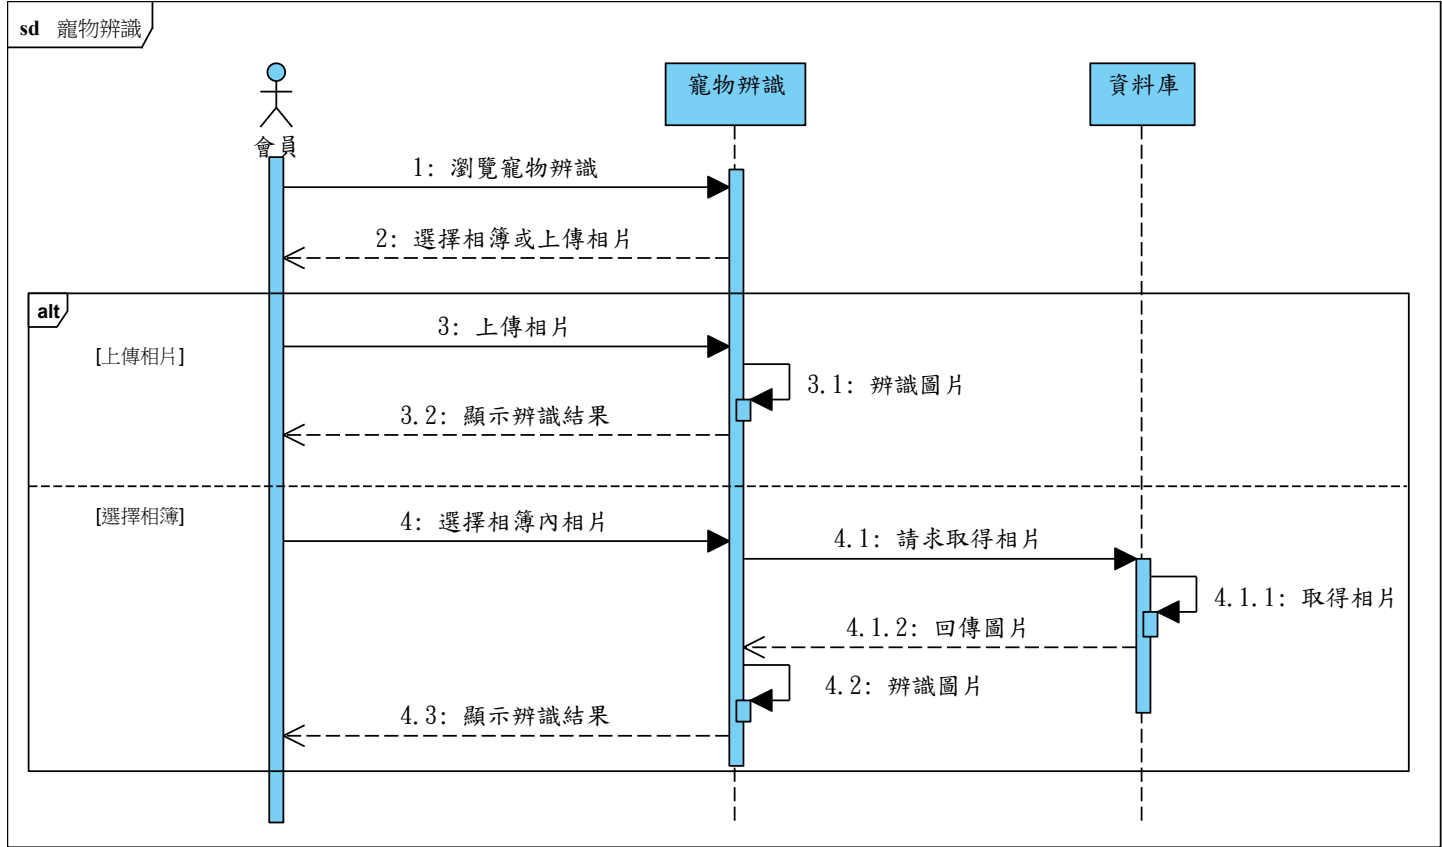 sd 寵物辨識
會員
寵物辨識
資料庫
1: 瀏覽寵物辨識
2: 選擇相簿或上傳相片
alt
[上傳相片]
3: 上傳相片
3.1: 辨識圖片
3.2: 顯示辨識結果
[選擇相簿]
4: 選擇相簿內相片
4.1: 請求取得相片
4.1.1: 取得相片
4.1.2: 回傳圖片
4.2: 辨識圖片
4.3: 顯示辨識結果